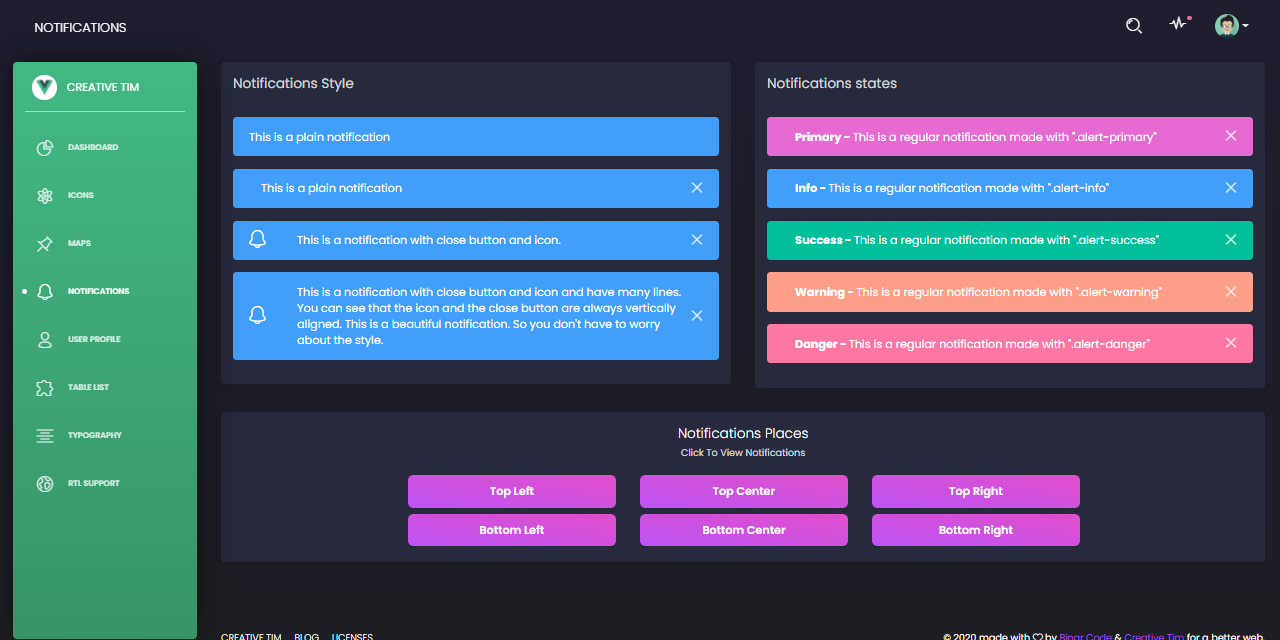 NOTIFICATIONS
CREATIVE TIM
DASHBOARD
ICONS
MAPS
NOTIFICATIONS
USER PROFILE
TABLE LIST
TYPOGRAPHY
RTL SUPPORT
Notifications Style
This is a plain notification
This is a plain notification
This is a notification with close button and icon.
This is a notification with close button and icon and have many lines.
You can see that the icon and the close button are always vertically
aligned. This is a beautiful notification. So you don't have to worry
about the style.
Notifications states
Primary - This is a regular notification made with ".alert-primary"
Info - This is a regular notification made with ".alert-info"
Success - This is a regular notification made with ".alert-success"
Warning - This is a regular notification made with ".alert-warning"
Danger - This is a regular notification made with ".alert-danger"
Notifications Places
Click To View Notifications
Top Left
Top Center
Top Right
Bottom Left
Bottom Center
Bottom Right
CREATIVE TIM BLOG LICENSES
© 2020 made with by Binar Code & Creative Tim for a better web.